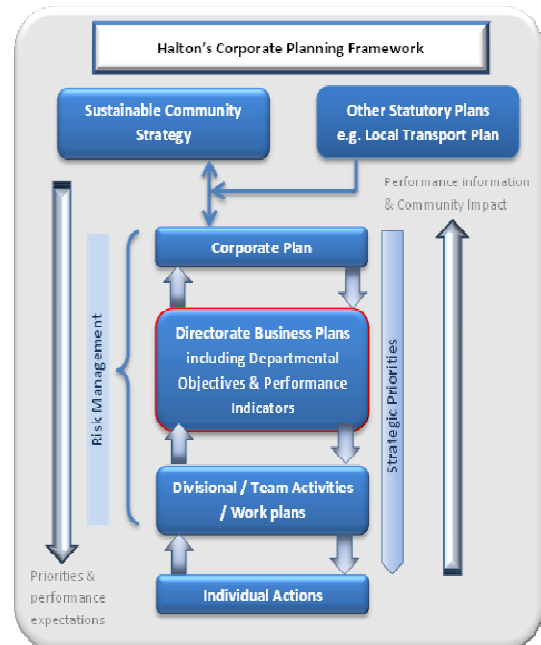 Halton's Corporate Planning Framework
Sustainable Community
Strategy
Other Statutory Plans
e.g. Local Transport Plan
Performance information
& Community Impact
Corporate Plan
Risk Management
Directorate Business Plans
including Departmental
Objectives & Performance
Indicators
Strategic Priorities
Divisional / Team Activities
/ Work plans
Priorities &
performance
expectations
Individual Actions